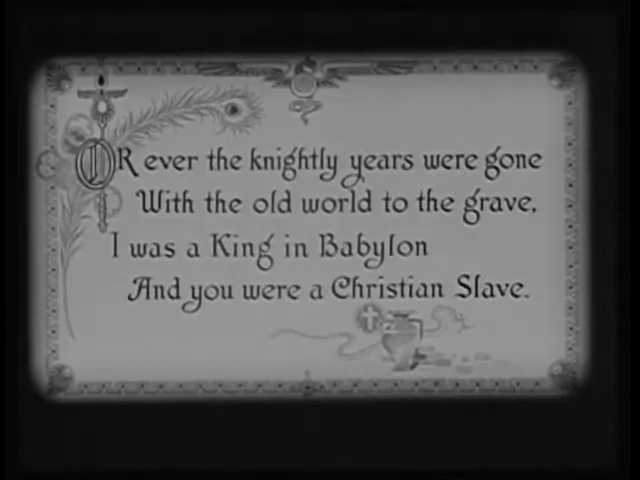 OR ever the knightly years were gone
With the old world to the grave,
I was a King in Babylon
And you were a Christian Slave.